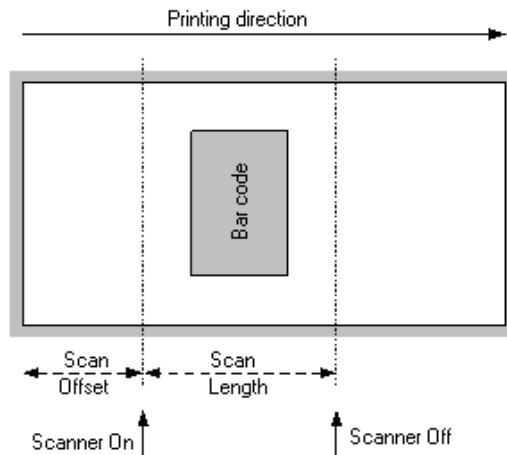 Printing direction
Bar code
Scan Scan
Offset Length
Scanner On Scanner Off